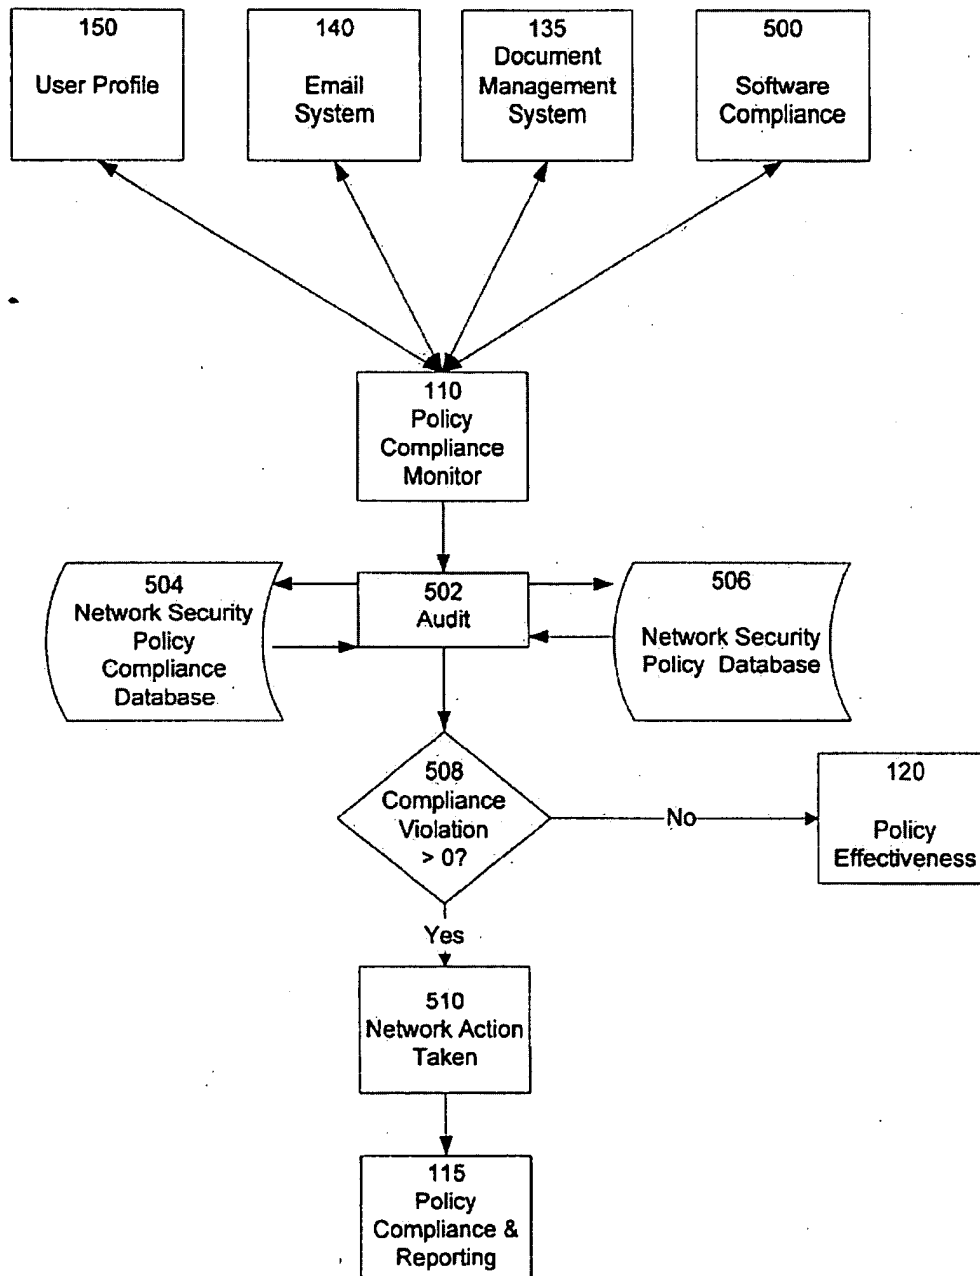 150
User Profile
140
Email
System
135
Document
Management
System
500
Software
Compliance
110
Policy
Compliance
Monitor
504
Network Security
Policy
Compliance
Database
502
Audit
506
Network Security
Policy Database
508
Compliance
Violation
> 0?
No
120
Policy
Effectiveness
Yes
510
Network Action
Taken
115
Policy
Compliance &
Reporting